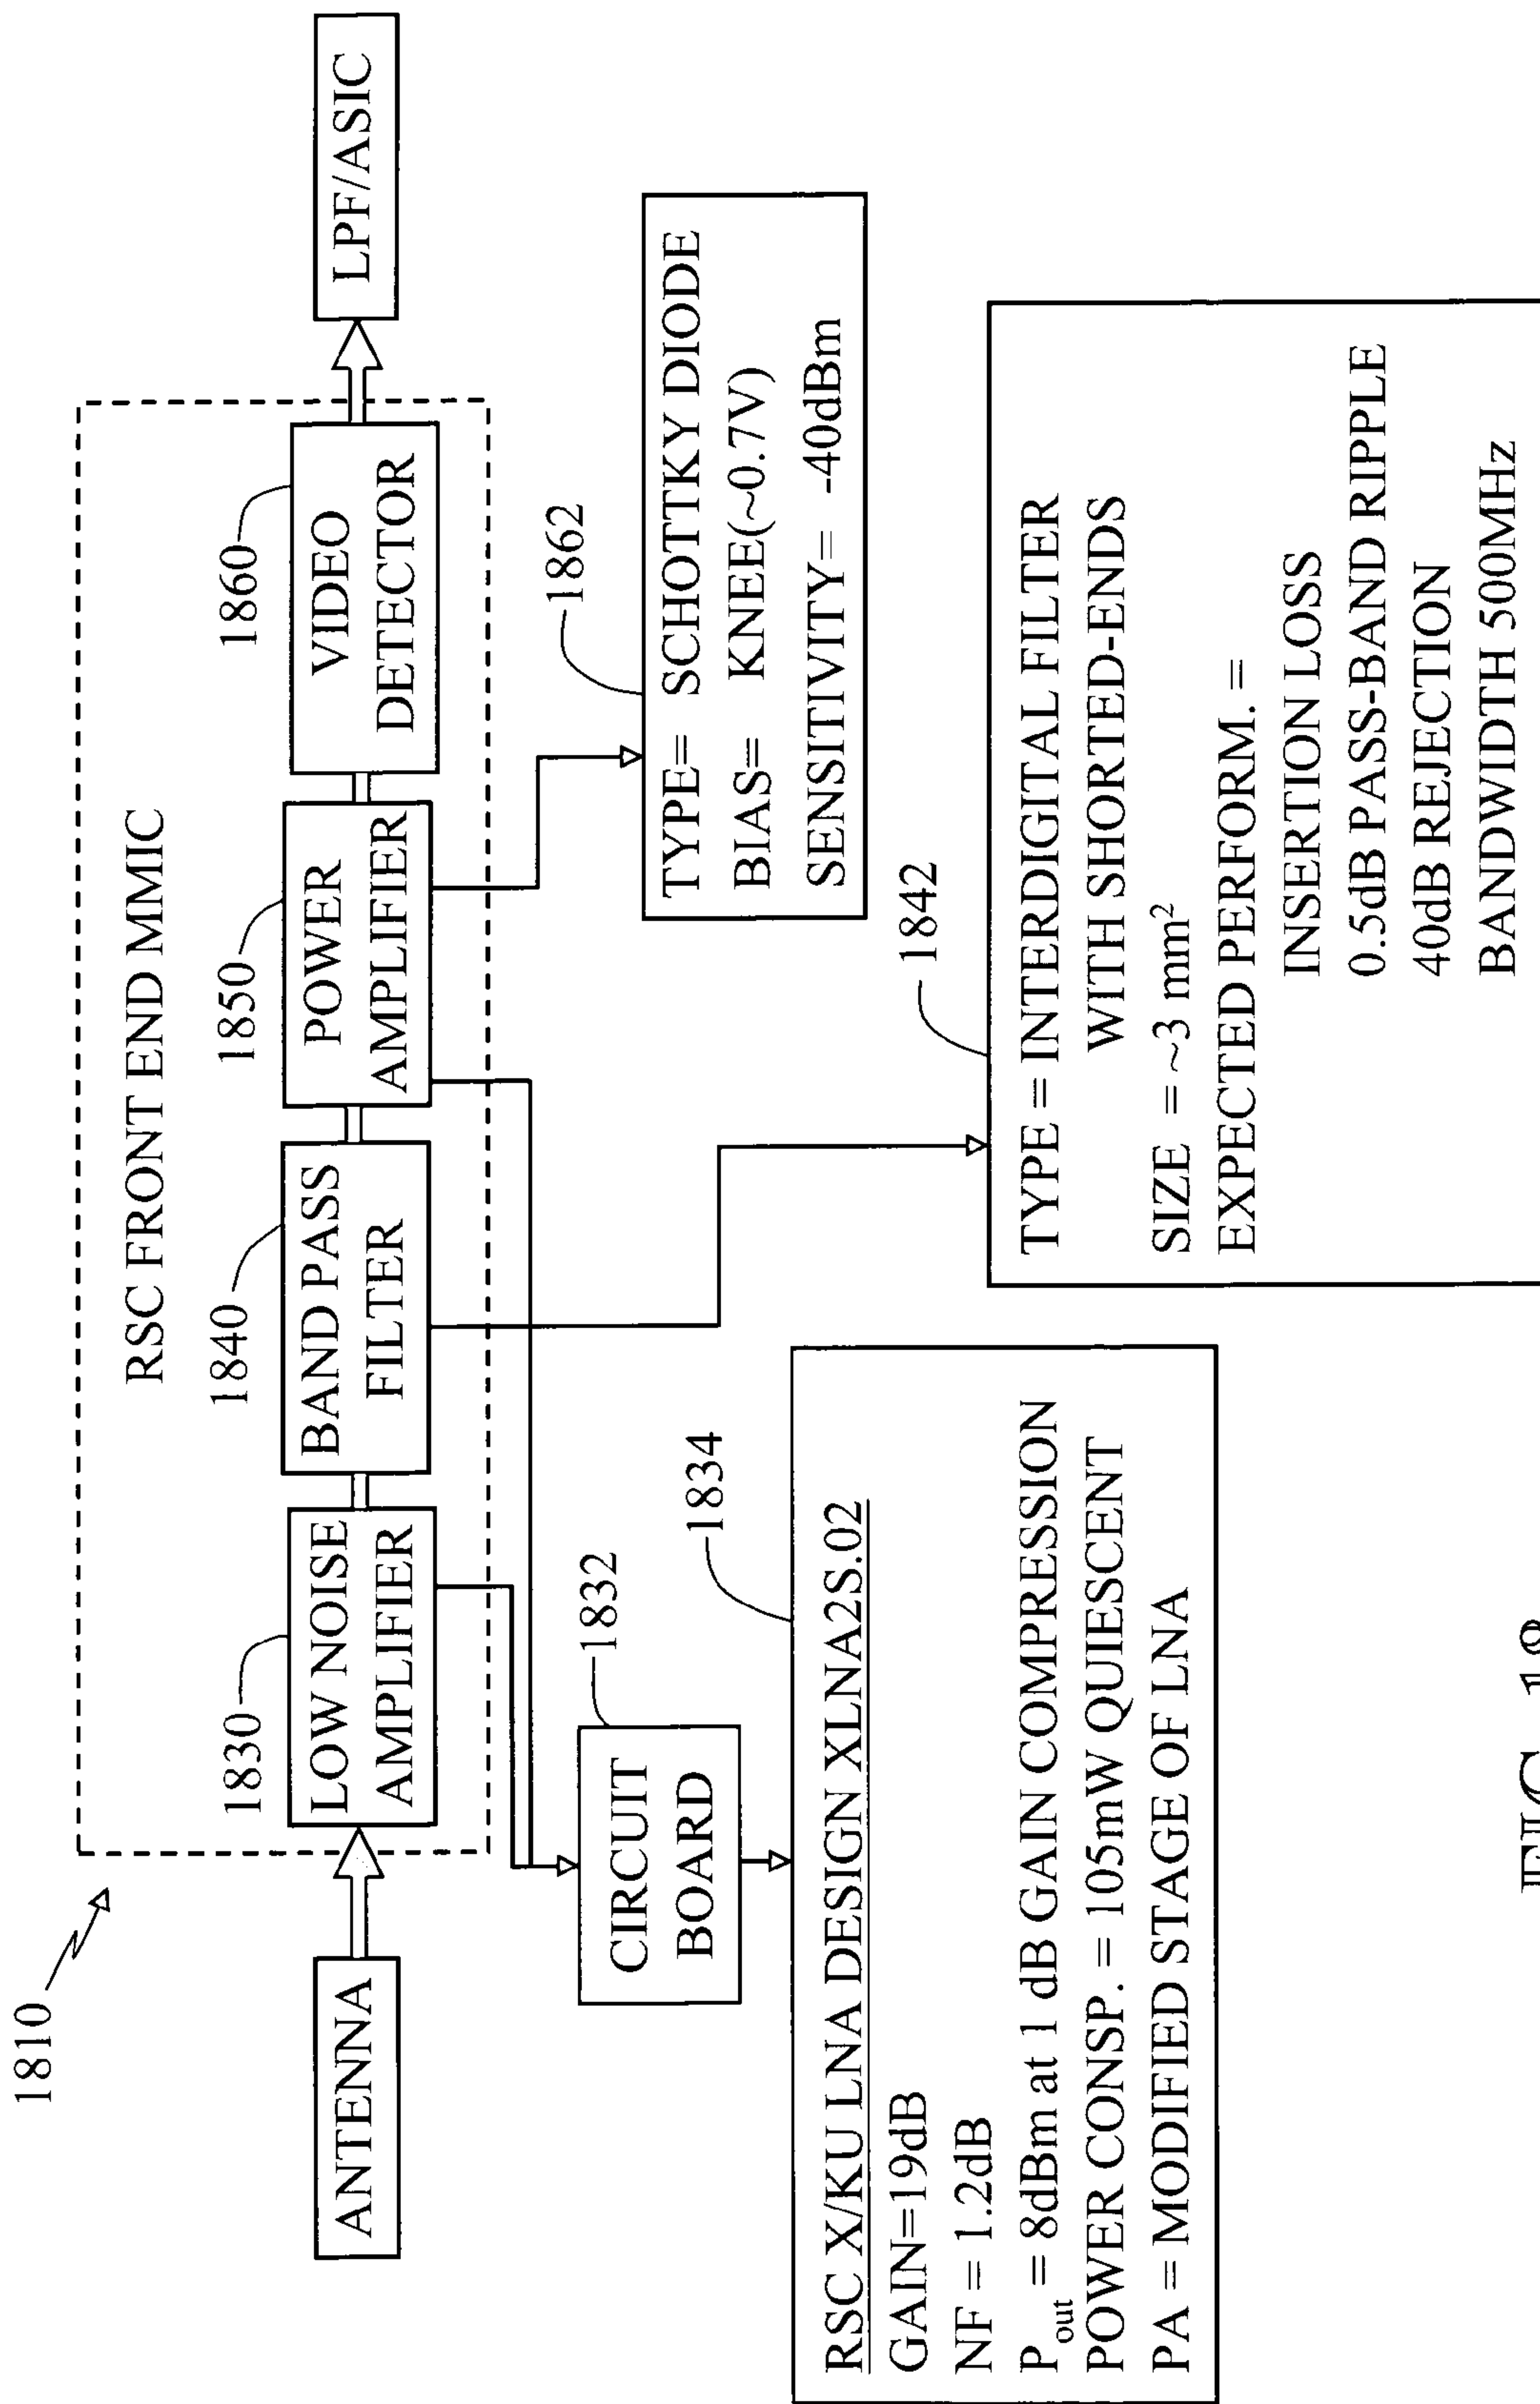 1810
RSC FRONT END MMIC
ANTENNA
1830
LOW NOISE
AMPLIFIER
1840
BAND PASS
FILTER
1850
POWER
AMPLIFIER
1860
VIDEO
DETECTOR
LPF/ASIC
1832
CIRCUIT
BOARD
1834
RSC X/KU LNA DESIGN XLNA2S.02
GAIN=19dB
NF = 1.2dB
Pout = 8dBm at 1 dB GAIN COMPRESSION
POWER CONSP. = 105mW QUIESCENT
PA = MODIFIED STAGE OF LNA
1862
TYPE= SCHOTTKY DIODE
BIAS= KNEE(~0.7V)
SENSITIVITY= -40dBm
1842
TYPE = INTERDIGITAL FILTER
WITH SHORTED-ENDS
SIZE = ~3 mm²
EXPECTED PERFORM. =
INSERTION LOSS
0.5dB PASS-BAND RIPPLE
40dB REJECTION
BANDWIDTH 500MHz